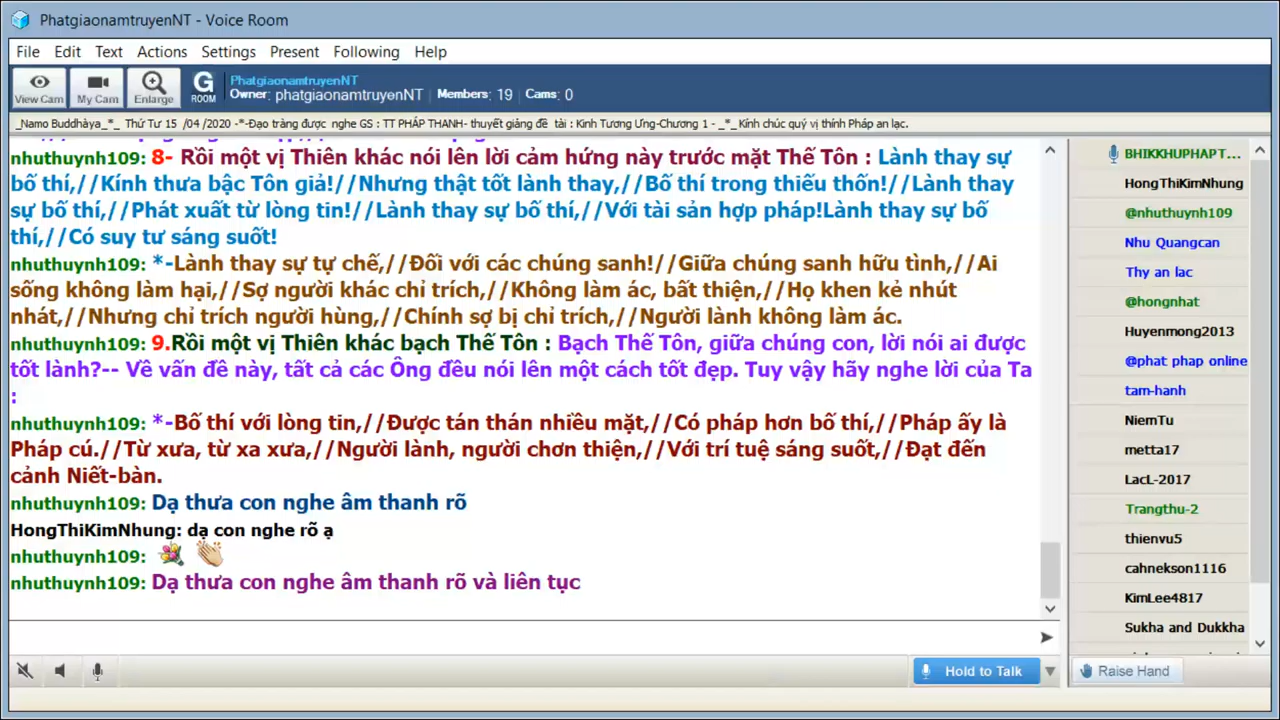 PhatgiaonamtruyenNT - Voice Room
File Edit Text Actions Settings Present Following Help
View Cam My Cam Enlarge G ROOM
PhatgiaonamtruyenNT
Owner: phatgiaonamtruyenNT Members: 19 Cams: 0
_Namo Buddhàya_*_ Thứ Tư 15 /04 /2020 -*-Đạo tràng được nghe GS : TT PHÁP THANH- thuyết giảng đề tài : Kinh Tương Ưng-Chương 1 - _*_ Kính chúc quý vị thính Pháp an lạc.
nhuthuynh109: 8- Rồi một vị Thiên khác nói lên lời cảm hứng này trước mặt Thế Tôn : Lành thay sự
bố thí,//Kính thưa bậc Tôn giả!//Nhưng thật tốt lành thay,//Bố thí trong thiếu thốn!//Lành thay
sự bố thí,//Phát xuất từ lòng tin!//Lành thay sự bố thí,//Với tài sản hợp pháp!Lành thay sự bố
thí,//Có suy tư sáng suốt!
nhuthuynh109: *-Lành thay sự tự chế,//Đối với các chúng sanh!//Giữa chúng sanh hữu tình,//Ai
sống không làm hại,//Sợ người khác chỉ trích,//Không làm ác, bất thiện,//Họ khen kẻ nhút
nhát,//Nhưng chỉ trích người hùng,//Chính sợ bị chỉ trích,//Người lành không làm ác.
nhuthuynh109: 9.Rồi một vị Thiên khác bạch Thế Tôn : Bạch Thế Tôn, giữa chúng con, lời nói ai được
tốt lành?-- Về vấn đề này, tất cả các Ông đều nói lên một cách tốt đẹp. Tuy vậy hãy nghe lời của Ta
:
nhuthuynh109: *-Bố thí với lòng tin,//Được tán thán nhiều mặt,//Có pháp hơn bố thí,//Pháp ấy là
Pháp cú.//Từ xưa, từ xa xưa,//Người lành, người chơn thiện,//Với trí tuệ sáng suốt,//Đạt đến
cảnh Niết-bàn.
nhuthuynh109: Dạ thưa con nghe âm thanh rõ
HongThiKimNhung: dạ con nghe rõ ạ
nhuthuynh109:
nhuthuynh109: Dạ thưa con nghe âm thanh rõ và liên tục
BHIKKHUPHAPT...
HongThiKimNhung
@nhuthuynh109
Nhu Quangcan
Thy an lac
@hongnhat
Huyenmong2013
@phat phap online
tam-hanh
NiemTu
metta17
LacL-2017
Trangthu-2
thienvu5
cahnekson1116
KimLee4817
Sukha and Dukkha
Hold to Talk
Raise Hand